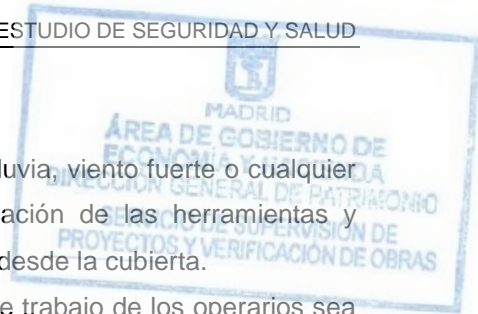 ESTUDIO DE SEGURIDAD Y SALUD
MADRID
ÁREA DE GOBIERNO DE
ECONOMÍA Y HACIENDA
DIRECCIÓN GENERAL DE PATRIMONIO
SERVICIO DE SUPERVISIÓN DE
PROYECTOS Y VERIFICACIÓN DE OBRAS
lluvia, viento fuerte o cualquier
ación de las herramientas y
desde la cubierta.
e trabajo de los operarios sea